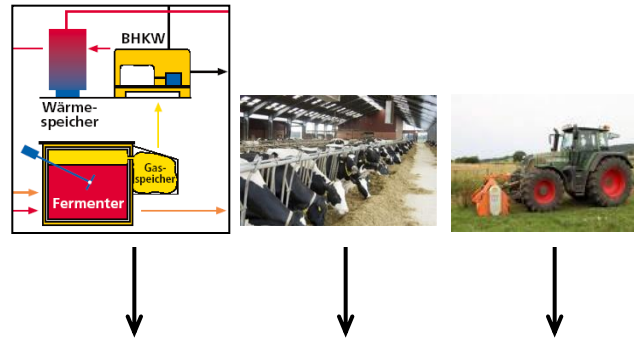 BHKW
Wärme-
speicher
Gas-
speicher
Fermenter